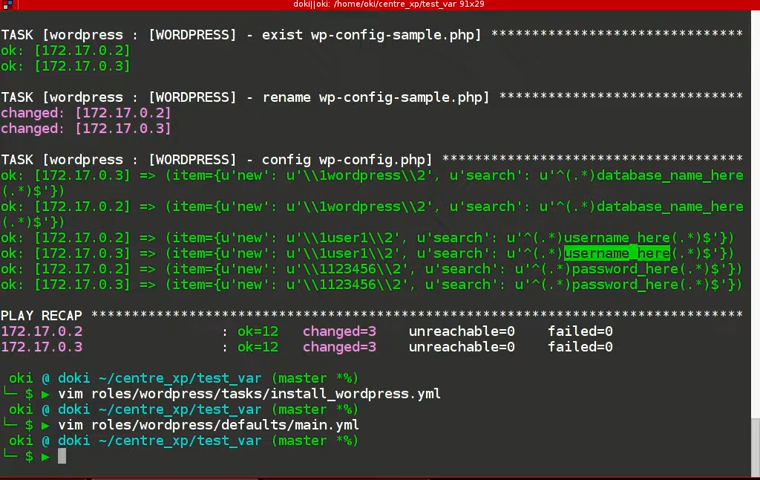 doki||oki: /home/oki/centre_xp/test_var 91x29
TASK [wordpress : [WORDPRESS] - exist wp-config-sample.php] *******************************
ok: [172.17.0.2]
ok: [172.17.0.3]
TASK [wordpress : [WORDPRESS] - rename wp-config-sample.php] ******************************
changed: [172.17.0.2]
changed: [172.17.0.3]
TASK [wordpress : [WORDPRESS] - config wp-config.php] *************************************
ok: [172.17.0.3] => (item={u'new': u'\\1wordpress\\2', u'search': u'^(.*)database_name_here
(.*)$'})
ok: [172.17.0.2] => (item={u'new': u'\\1wordpress\\2', u'search': u'^(.*)database_name_here
(.*)$'})
ok: [172.17.0.2] => (item={u'new': u'\\1user1\\2', u'search': u'^(.*)username_here(.*)$'})
ok: [172.17.0.3] => (item={u'new': u'\\1user1\\2', u'search': u'^(.*)username_here(.*)$'})
ok: [172.17.0.2] => (item={u'new': u'\\1123456\\2', u'search': u'^(.*)password_here(.*)$'})
ok: [172.17.0.3] => (item={u'new': u'\\1123456\\2', u'search': u'^(.*)password_here(.*)$'})
PLAY RECAP ********************************************************************************
172.17.0.2 : ok=12 changed=3 unreachable=0 failed=0
172.17.0.3 : ok=12 changed=3 unreachable=0 failed=0
oki @ doki ~/centre_xp/test_var (master *%)
└─ $ ▶ vim roles/wordpress/tasks/install_wordpress.yml
oki @ doki ~/centre_xp/test_var (master *%)
└─ $ ▶ vim roles/wordpress/defaults/main.yml
oki @ doki ~/centre_xp/test_var (master *%)
└─ $ ▶